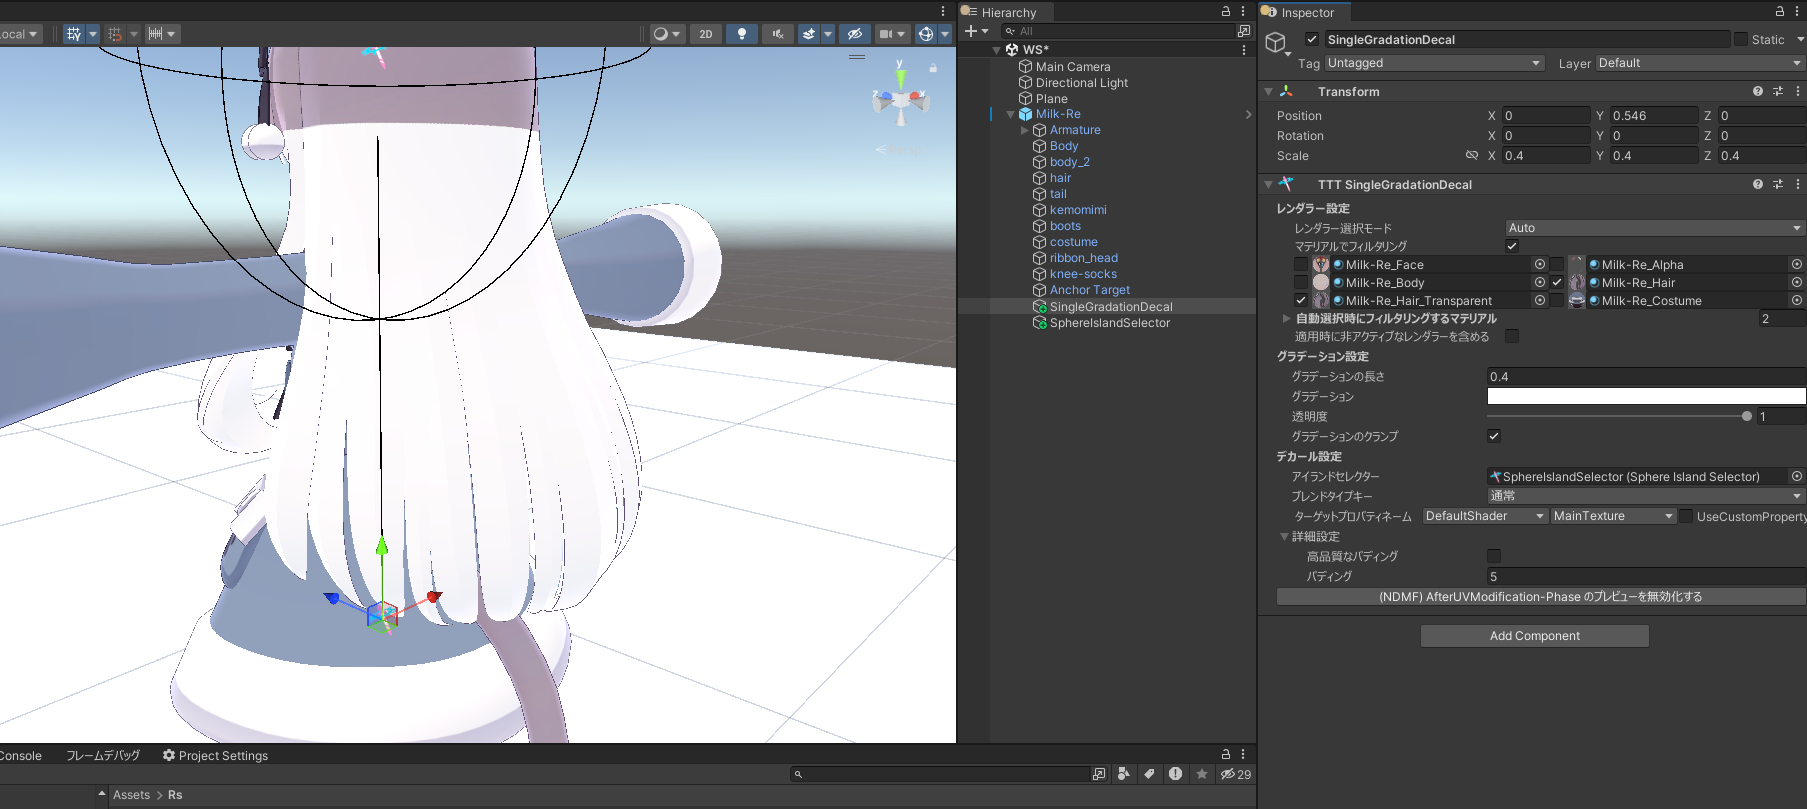 Local
2D
y
z
x
Hierarchy
All
WS*
Main Camera
Directional Light
Plane
Milk-Re
Armature
Body
body_2
hair
tail
kemomimi
boots
costume
ribbon_head
knee-socks
Anchor Target
SingleGradationDecal
SphereIslandSelector
Inspector
SingleGradationDecal
Static
Tag Untagged
Layer Default
Transform
Position X 0 Y 0.546 Z 0
Rotation X 0 Y 0 Z 0
Scale X 0.4 Y 0.4 Z 0.4
TTT SingleGradationDecal
レンダラー設定
レンダラー選択モード Auto
マテリアルでフィルタリング
Milk-Re_Face Milk-Re_Alpha
Milk-Re_Body Milk-Re_Hair
Milk-Re_Hair_Transparent Milk-Re_Costume
自動選択時にフィルタリングするマテリアル 2
適用時に非アクティブなレンダラーを含める
グラデーション設定
グラデーションの長さ 0.4
グラデーション
透明度 1
グラデーションのクランプ
デカール設定
アイランドセレクター SphereIslandSelector (Sphere Island Selector)
ブレンドタイプキー 通常
ターゲットプロパティネーム DefaultShader MainTexture UseCustomProperty
詳細設定
高品質なパディング
パディング 5
(NDMF) AfterUVModification-Phase のプレビューを無効化する
Add Component
Console フレームデバッグ Project Settings
29
Assets > Rs